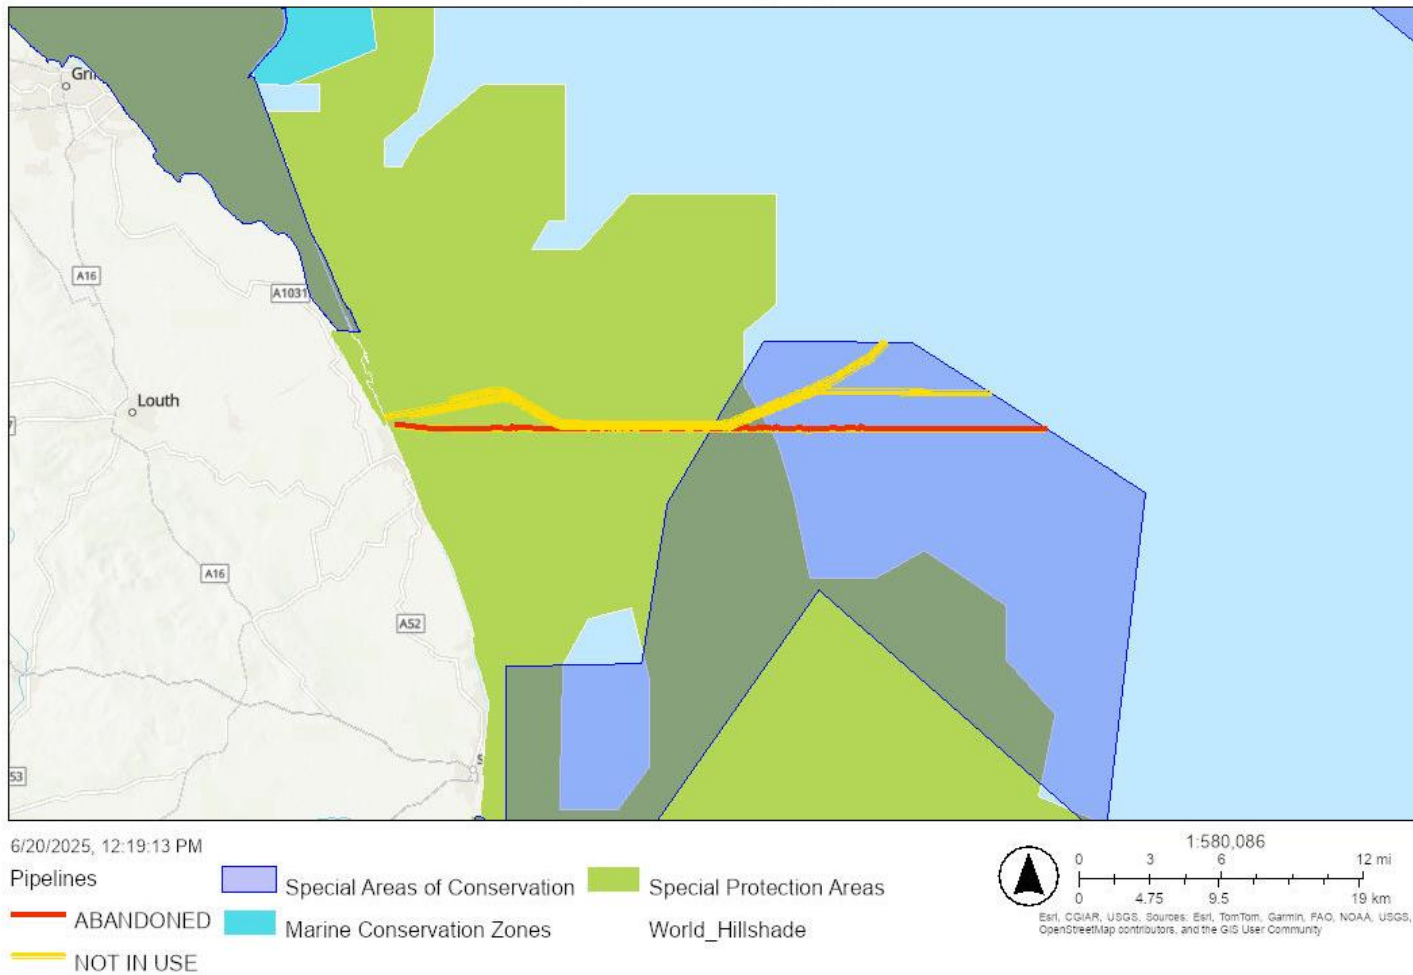 A16
A1031
Louth
A16
A52
53
6/20/2025, 12:19:13 PM
1:580,086
Pipelines
0 3 6 12 mi
Special Areas of Conservation
Special Protection Areas
0 4.75 9.5 19 km
ABANDONED
Marine Conservation Zones
World_Hillshade
Esri, CGIAR, USGS, Sources: Esri, TomTom, Garmin, FAO, NOAA, USGS,
OpenStreetMap contributors, and the GIS User Community
NOT IN USE